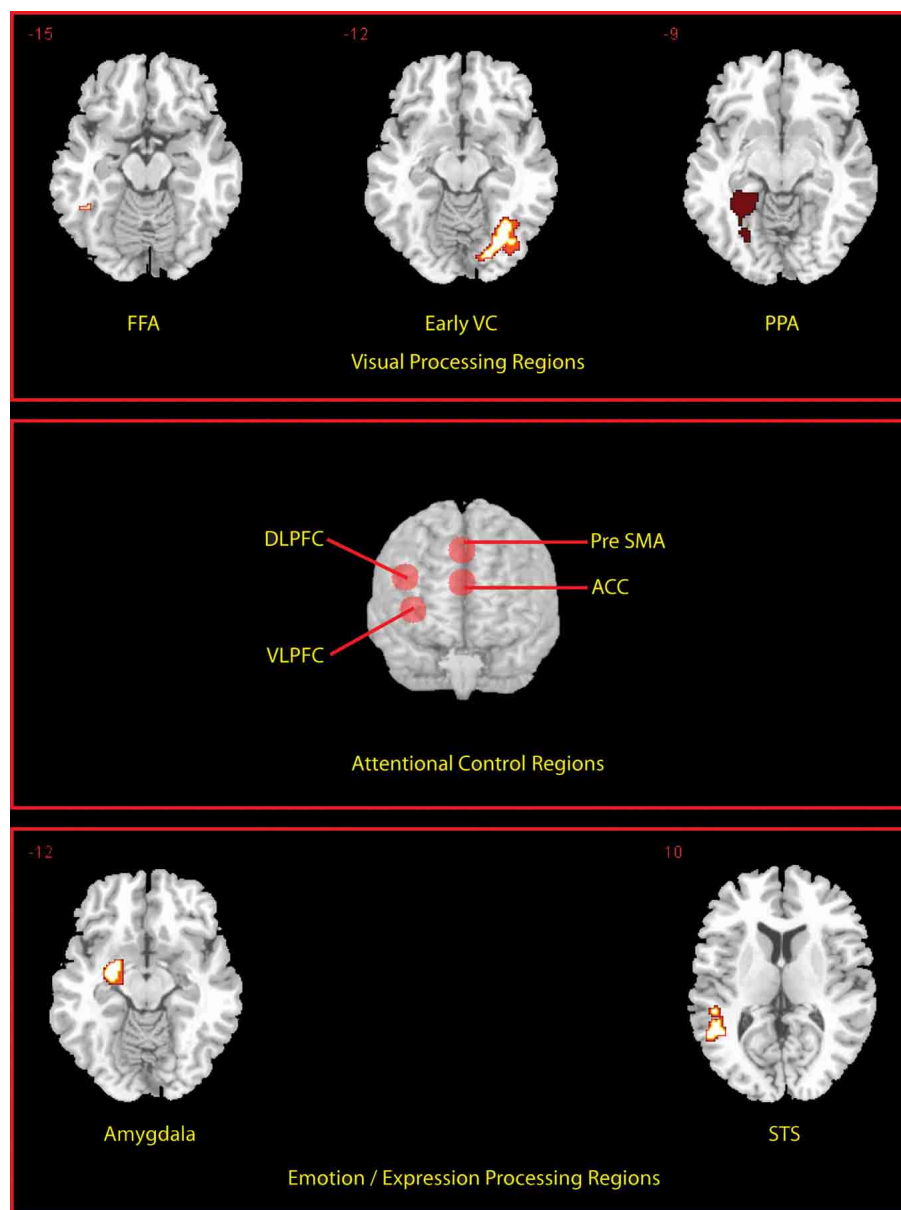 -15
-12
-9
FFA
Early VC
PPA
Visual Processing Regions
DLPFC
Pre SMA
ACC
VLPFC
Attentional Control Regions
-12
10
Amygdala
STS
Emotion / Expression Processing Regions